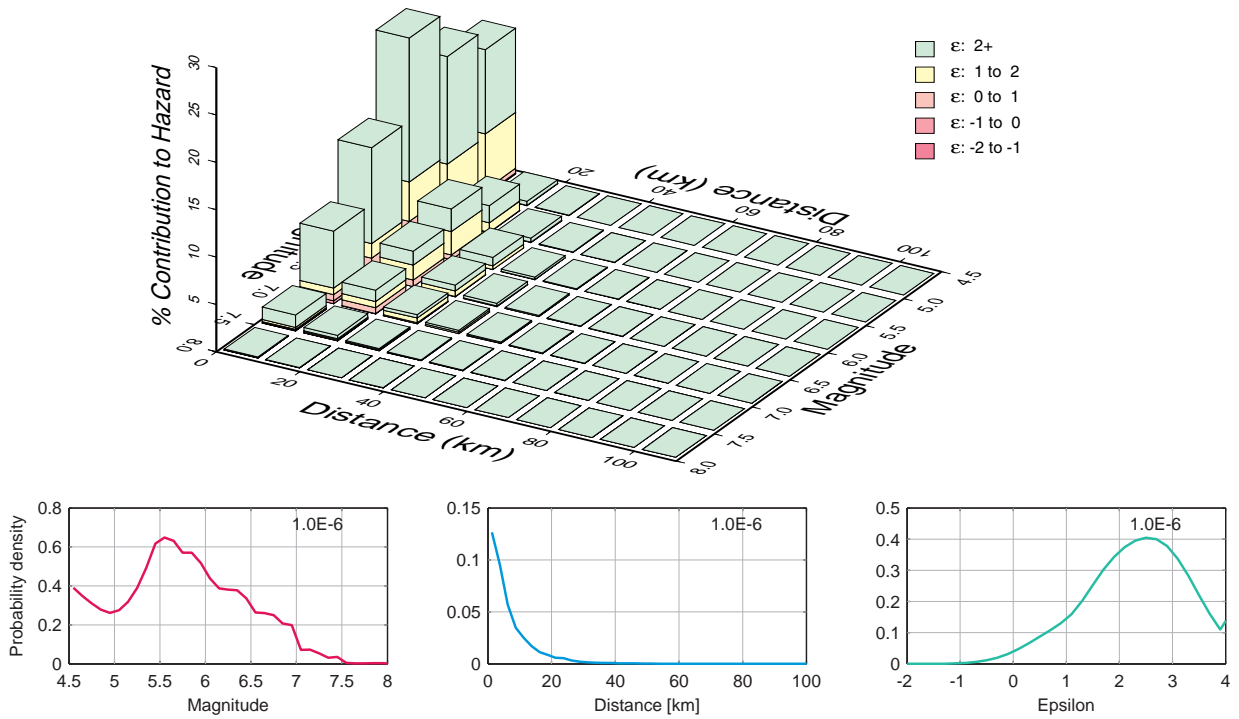 % Contribution to Hazard
30
25
20
15
10
5
ε: 2+
ε: 1 to 2
ε: 0 to 1
ε: -1 to 0
ε: -2 to -1
20
40
60
80
100
Distance (km)
4.5
5.0
5.5
6.0
6.5
7.0
7.5
8.0
Magnitude
7.0
7.5
8.0
0
20
40
60
80
100
Distance (km)
Probability density
0.8
0.6
0.4
0.2
0
1.0E-6
4.5 5 5.5 6 6.5 7 7.5 8
Magnitude
0.15
0.1
0.05
0
1.0E-6
0 20 40 60 80 100
Distance [km]
0.5
0.4
0.3
0.2
0.1
0
1.0E-6
-2 -1 0 1 2 3 4
Epsilon